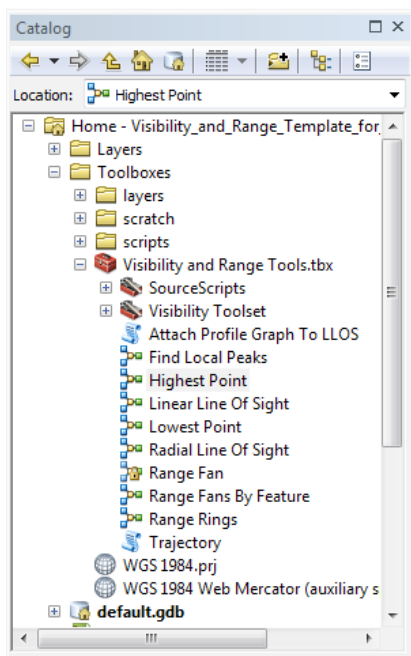 Catalog
Location: Highest Point
Home - Visibility_and_Range_Template_for_
Layers
Toolboxes
layers
scratch
scripts
Visibility and Range Tools.tbx
SourceScripts
Visibility Toolset
Attach Profile Graph To LLOS
Find Local Peaks
Highest Point
Linear Line Of Sight
Lowest Point
Radial Line Of Sight
Range Fan
Range Fans By Feature
Range Rings
Trajectory
WGS 1984.prj
WGS 1984 Web Mercator (auxiliary s
default.gdb